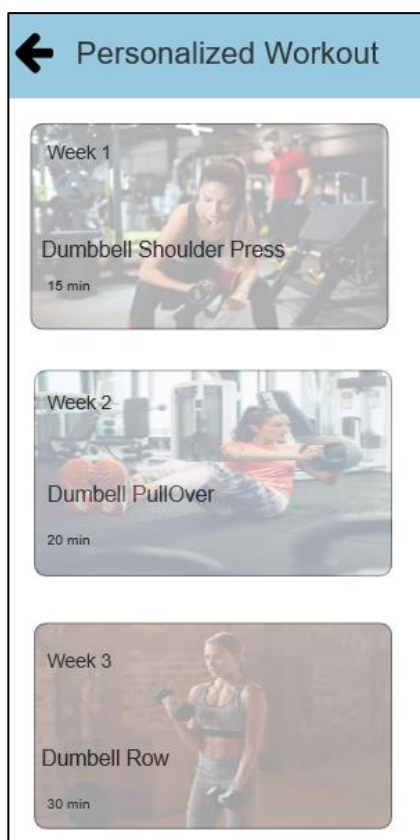 Personalized Workout
Week 1
Dumbbell Shoulder Press
15 min
Week 2
Dumbell PullOver
20 min
Week 3
Dumbell Row
30 min